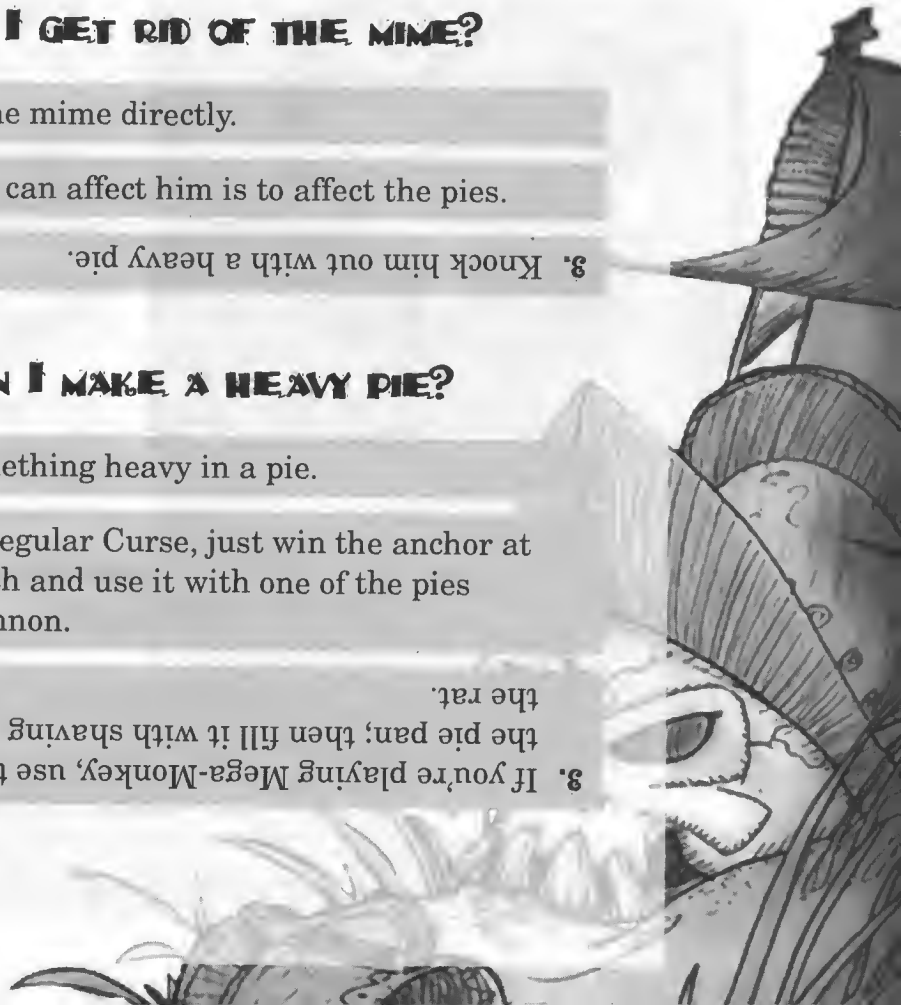 I GET RID OF THE MIME?
he mime directly.
can affect him is to affect the pies.
3. Knock him out with a heavy pie.
N I MAKE A HEAVY PIE?
ething heavy in a pie.
egular Curse, just win the anchor at
h and use it with one of the pies
nnon.
3. If you're playing Mega-Monkey, use t
the pie pan; then fill it with shaving
the rat.